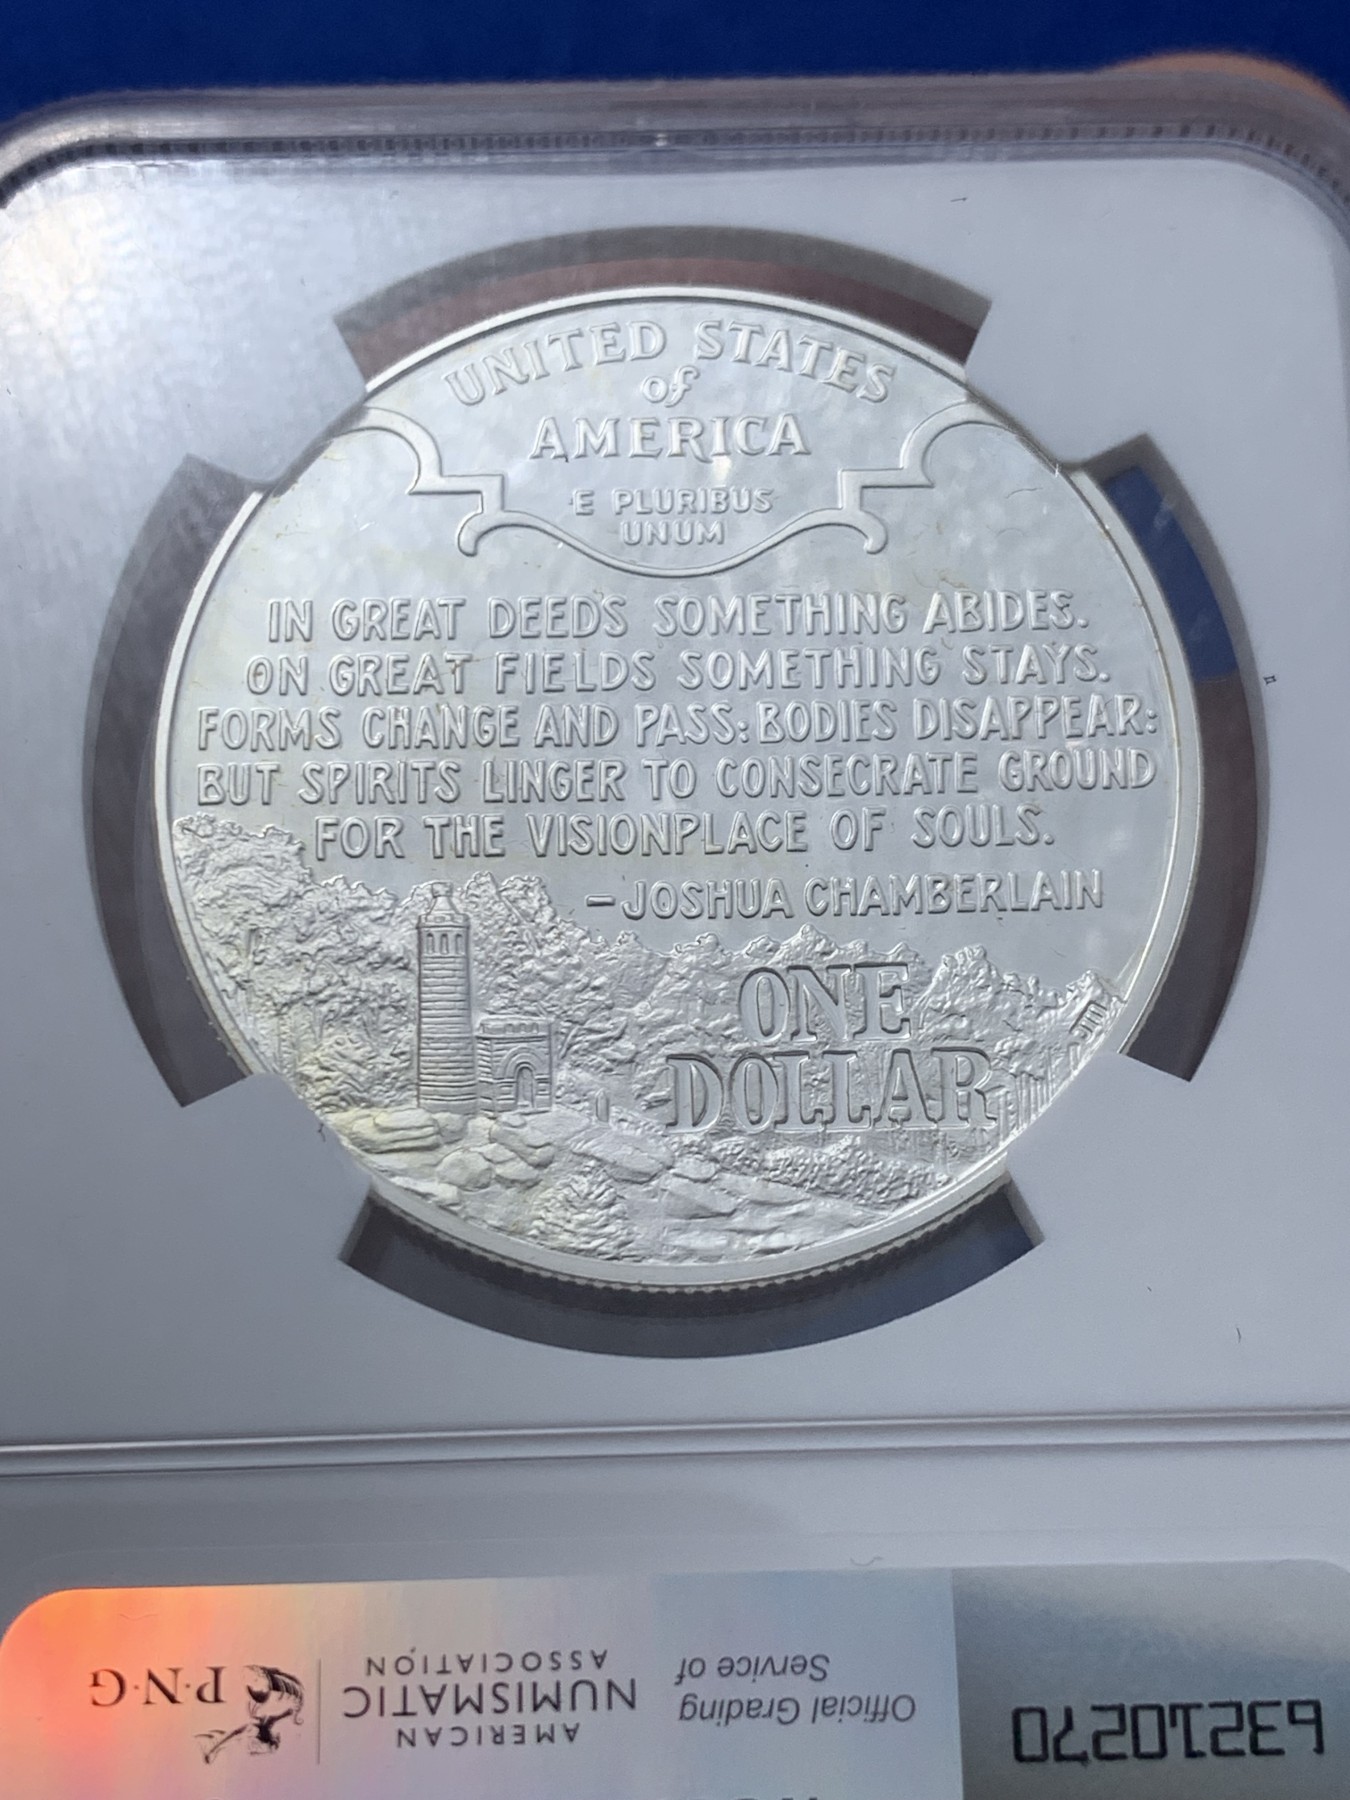 UNITED STATES
of
AMERICA
E PLURIBUS
UNUM
IN GREAT DEEDS SOMETHING ABIDES.
ON GREAT FIELDS SOMETHING STAYS.
FORMS CHANGE AND PASS; BODIES DISAPPEAR;
BUT SPIRITS LINGER TO CONSECRATE GROUND
FOR THE VISIONPLACE OF SOULS.
-JOSHUA CHAMBERLAIN
ONE
DOLLAR
JM
Official Grading
Service of
AMERICAN
NUMISMATIC
ASSOCIATION
P·N·G